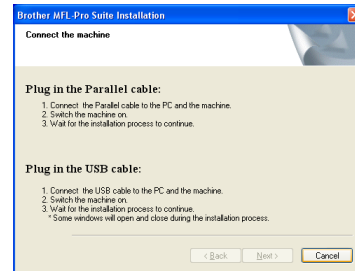 Brother MFL-Pro Suite Installation
Connect the machine
Plug in the Parallel cable:
1. Connect the Parallel cable to the PC and the machine.
2. Switch the machine on.
3. Wait for the installation process to continue.
Plug in the USB cable:
1. Connect the USB cable to the PC and the machine.
2. Switch the machine on.
3. Wait for the installation process to continue.
* Some windows will open and close during the installation process.
< Back Next > Cancel